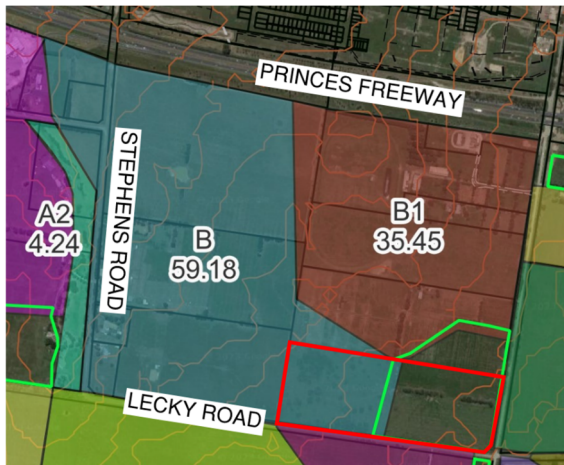 PRINCES FREEWAY
STEPHENS ROAD
A2
4.24
B
59.18
B1
35.45
LECKY ROAD